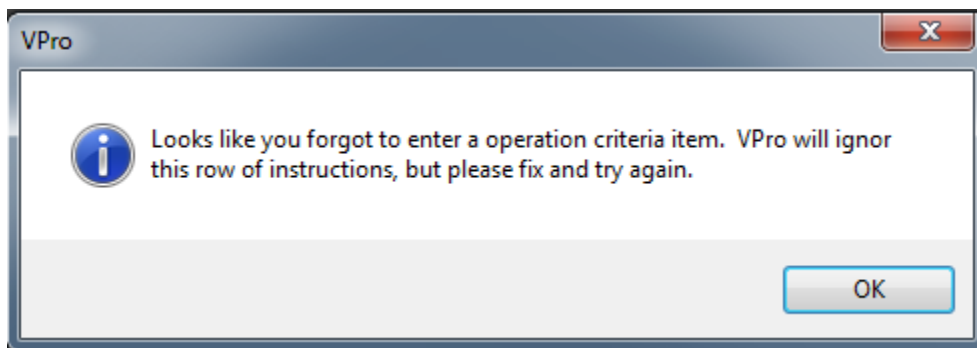 VPro
Looks like you forgot to enter a operation criteria item.  VPro will ignor
this row of instructions, but please fix and try again.
OK